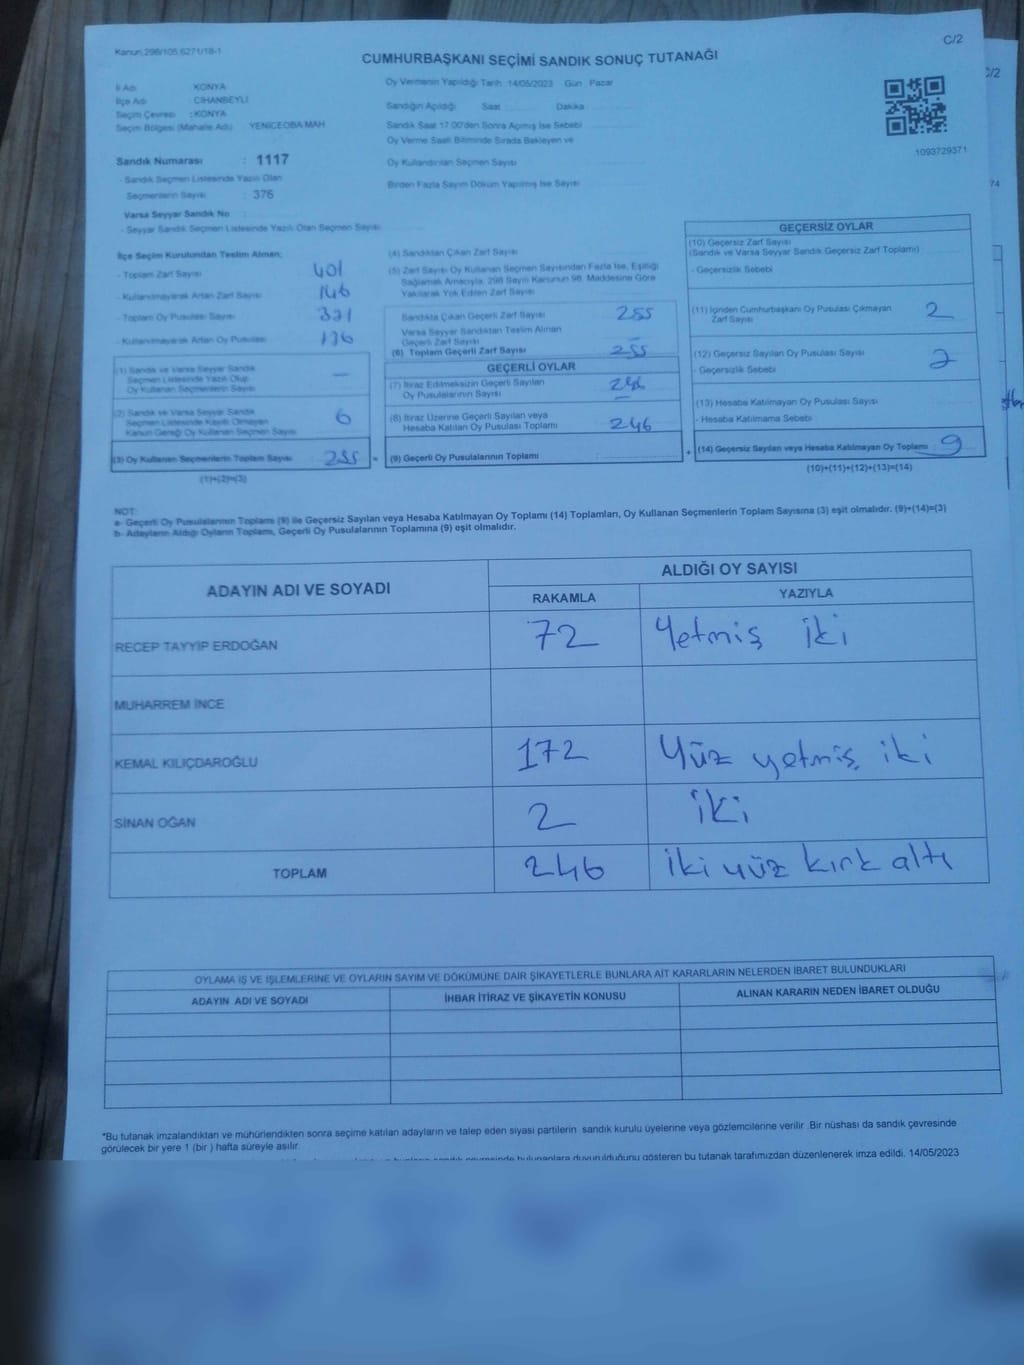 Kanun 298/105 6271/18-1
C/2
CUMHURBAŞKANI SEÇİMİ SANDIK SONUÇ TUTANAĞI
İl Adı KONYA
İlçe Adı : CİHANBEYLİ
Seçim Çevresi : KONYA
Seçim Bölgesi (Mahalle Adı) YENİCEOBA MAH
Sandık Numarası : 1117
- Sandık Seçmen Listesinde Yazılı Olan
Seçmenlerin Sayısı : 376
Varsa Seyyar Sandık No :
- Seyyar Sandık Seçmen Listesinde Yazılı Olan Seçmen Sayısı
Oy Vermenin Yapıldığı Tarih 14/05/2023 Gün Pazar
Sandığın Açıldığı Saat Dakika
Sandık Saat 17.00'den Sonra Açılmış İse Sebebi
Oy Verme Saati Bitiminde Sırada Bekleyen ve
Oy Kullandırılan Seçmen Sayısı
Birden Fazla Sayım Döküm Yapılmış İse Sayısı
1093729371
İlçe Seçim Kurulundan Teslim Alınan;
- Toplam Zarf Sayısı 401
- Kullanılmayarak Artan Zarf Sayısı 146
- Toplam Oy Pusulası Sayısı
- Kullanılmayarak Artan Oy Pusulası 136
(1) Sandık ve Varsa Seyyar Sandık
Seçmen Listesinde Yazılı Olup
Oy Kullanan Seçmenlerin Sayısı —
(2) Sandık ve Varsa Seyyar Sandık
Seçmen Listesinde Kayıtlı Olmayan
Kanun Gereği Oy Kullanan Seçmen Sayısı 6
(3) Oy Kullanan Seçmenlerin Toplam Sayısı 255 =
(1)+(2)=(3)
(4) Sandıktan Çıkan Zarf Sayısı
(5) Zarf Sayısı Oy Kullanan Seçmen Sayısından Fazla İse, Eşitliği
Sağlamak Amacıyla, 298 Sayılı Kanunun 98. Maddesine Göre
Yakılarak Yok Edilen Zarf Sayısı
Sandıkta Çıkan Geçerli Zarf Sayısı 255
Varsa Seyyar Sandıktan Teslim Alınan
Geçerli Zarf Sayısı —
(6) Toplam Geçerli Zarf Sayısı 255
GEÇERLİ OYLAR
(7) İtiraz Edilmeksizin Geçerli Sayılan
Oy Pusulalarının Sayısı 246
(8) İtiraz Üzerine Geçerli Sayılan veya
Hesaba Katılan Oy Pusulası Toplamı —
246
(9) Geçerli Oy Pusulalarının Toplamı +
GEÇERSİZ OYLAR
(10) Geçersiz Zarf Sayısı
(Sandık ve Varsa Seyyar Sandık Geçersiz Zarf Toplamı)
- Geçersizlik Sebebi
(11) İçinden Cumhurbaşkanı Oy Pusulası Çıkmayan
Zarf Sayısı 2
(12) Geçersiz Sayılan Oy Pusulası Sayısı
- Geçersizlik Sebebi
(13) Hesaba Katılmayan Oy Pusulası Sayısı
- Hesaba Katılmama Sebebi
(14) Geçersiz Sayılan veya Hesaba Katılmayan Oy Toplamı 9
(10)+(11)+(12)+(13)=(14)
NOT:
a- Geçerli Oy Pusulalarının Toplamı (9) ile Geçersiz Sayılan veya Hesaba Katılmayan Oy Toplamı (14) Toplamları, Oy Kullanan Seçmenlerin Toplam Sayısına (3) eşit olmalıdır. (9)+(14)=(3)
b- Adayların Aldığı Oyların Toplamı, Geçerli Oy Pusulalarının Toplamına (9) eşit olmalıdır.
ADAYIN ADI VE SOYADI ALDIĞI OY SAYISI
RAKAMLA YAZIYLA
RECEP TAYYİP ERDOĞAN 72 Yetmiş iki
MUHARREM İNCE
KEMAL KILIÇDAROĞLU 172 Yüz yetmiş iki
SİNAN OĞAN 2 iki
TOPLAM 246 iki yüz kırk altı
OYLAMA İŞ VE İŞLEMLERİNE VE OYLARIN SAYIM VE DÖKÜMÜNE DAİR ŞİKAYETLERLE BUNLARA AİT KARARLARIN NELERDEN İBARET BULUNDUKLARI
ADAYIN ADI VE SOYADI İHBAR İTİRAZ VE ŞİKAYETİN KONUSU ALINAN KARARIN NEDEN İBARET OLDUĞU
*Bu tutanak imzalandıktan ve mühürlendikten sonra seçime katılan adayların ve talep eden siyasi partilerin sandık kurulu üyelerine veya gözlemcilerine verilir .Bir nüshası da sandık çevresinde
görülecek bir yere 1 (bir ) hafta süreyle asılır.
bulunanlara duyurulduğunu gösteren bu tutanak tarafımızdan düzenlenerek imza edildi. 14/05/2023